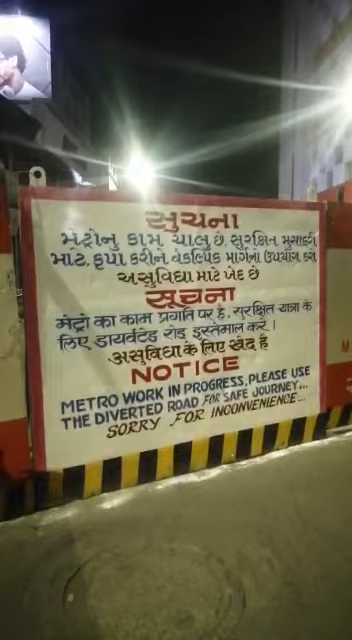 સુચના
મેટ્રોનુ કામ ચાલુ છે, સુરક્ષિત મુસાફરી
માટે, કૃપા કરીને વૈકલ્પિક માર્ગનો ઉપયોગ કરો
અસુવિધા માટે ખેદ છે
सूचना
मेट्रो का काम प्रगति पर है, सुरक्षित यात्रा के
लिए डायवर्टेड रोड इस्तेमाल करे।
असुविधा के लिए खेद है
NOTICE
METRO WORK IN PROGRESS, PLEASE USE
THE DIVERTED ROAD FOR SAFE JOURNEY...
SORRY FOR INCONVENIENCE...